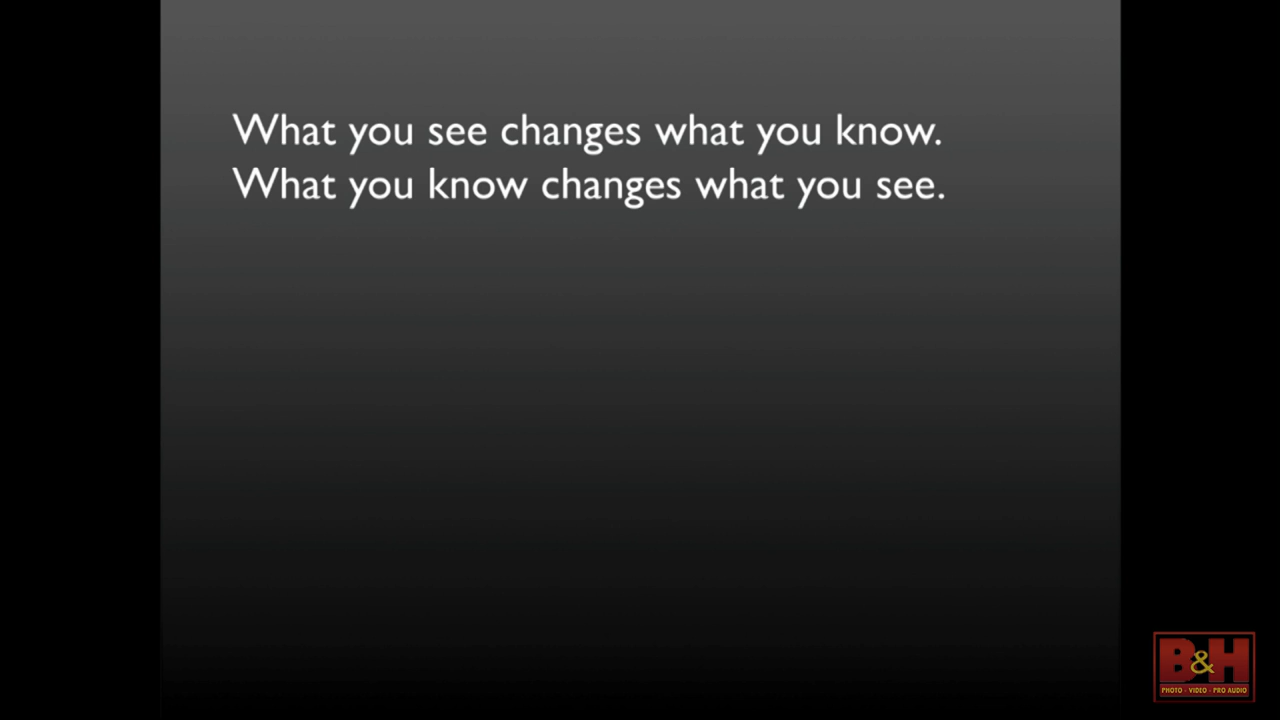 What you see changes what you know.
What you know changes what you see.
B&H
PHOTO - VIDEO - PRO AUDIO